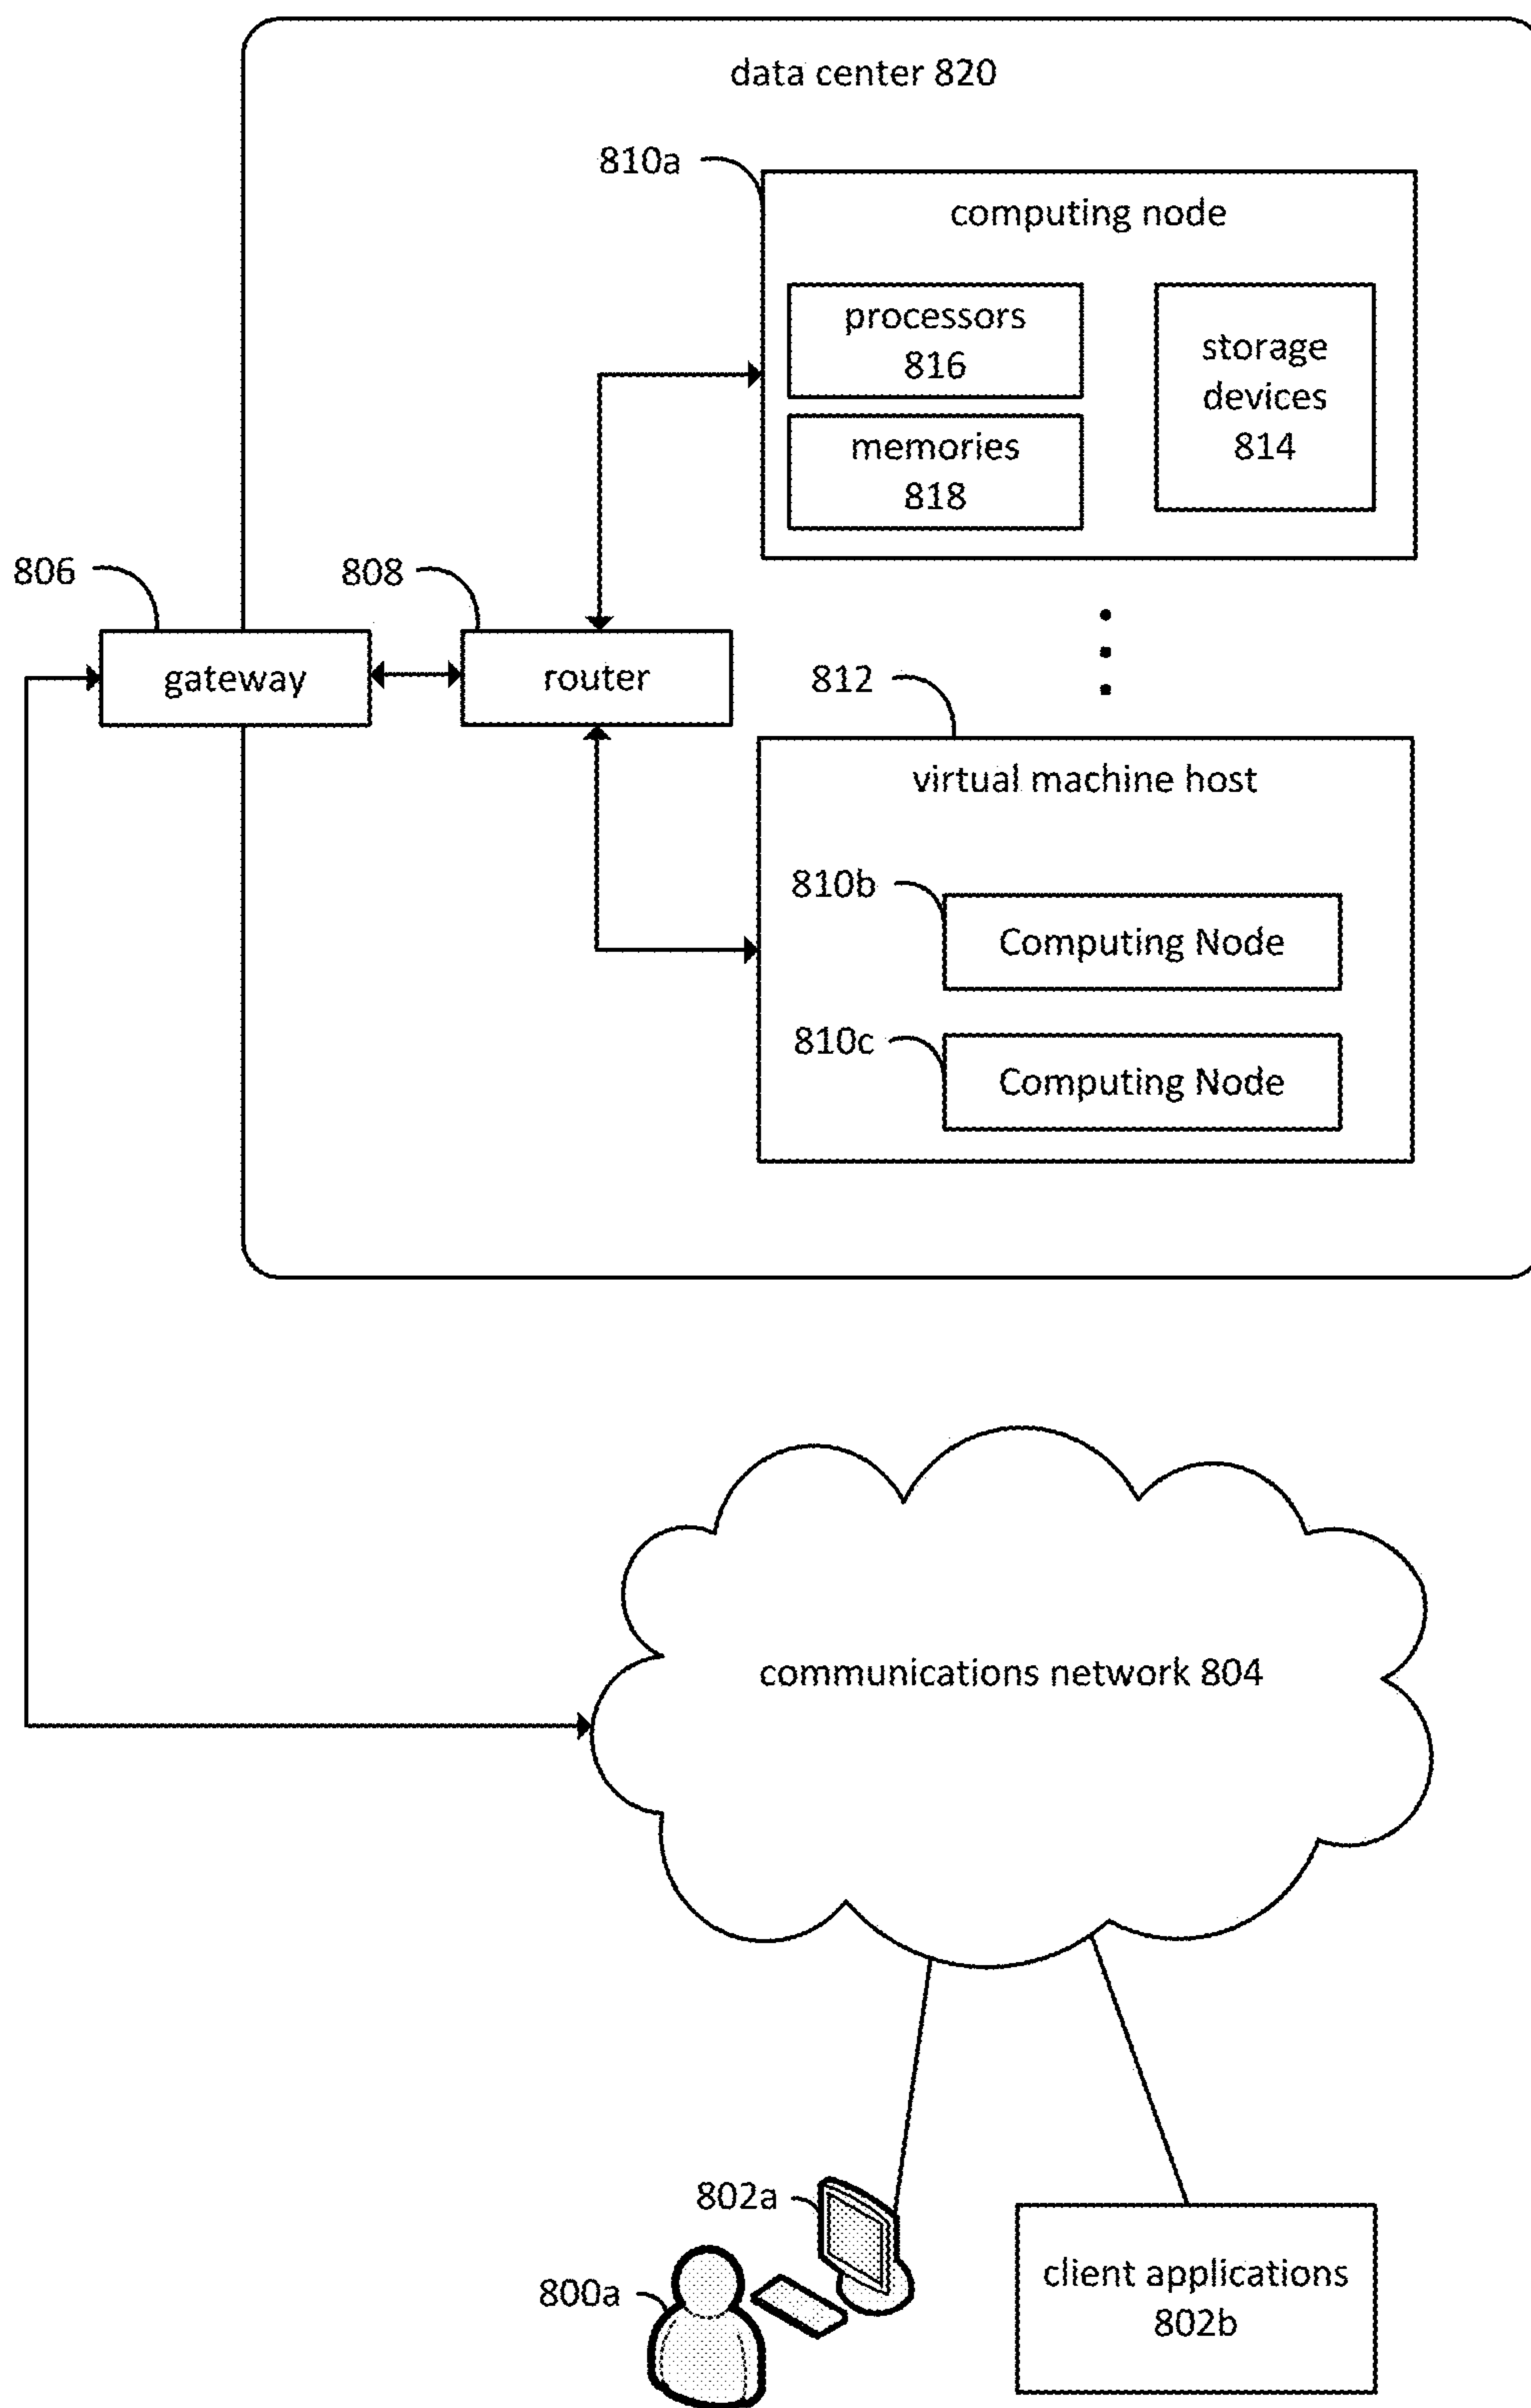 data center 820
810a
computing node
processors
816
storage
devices
814
memories
818
806
808
gateway
router
812
virtual machine host
810b
Computing Node
810c
Computing Node
communications network 804
802a
800a
client applications
802b